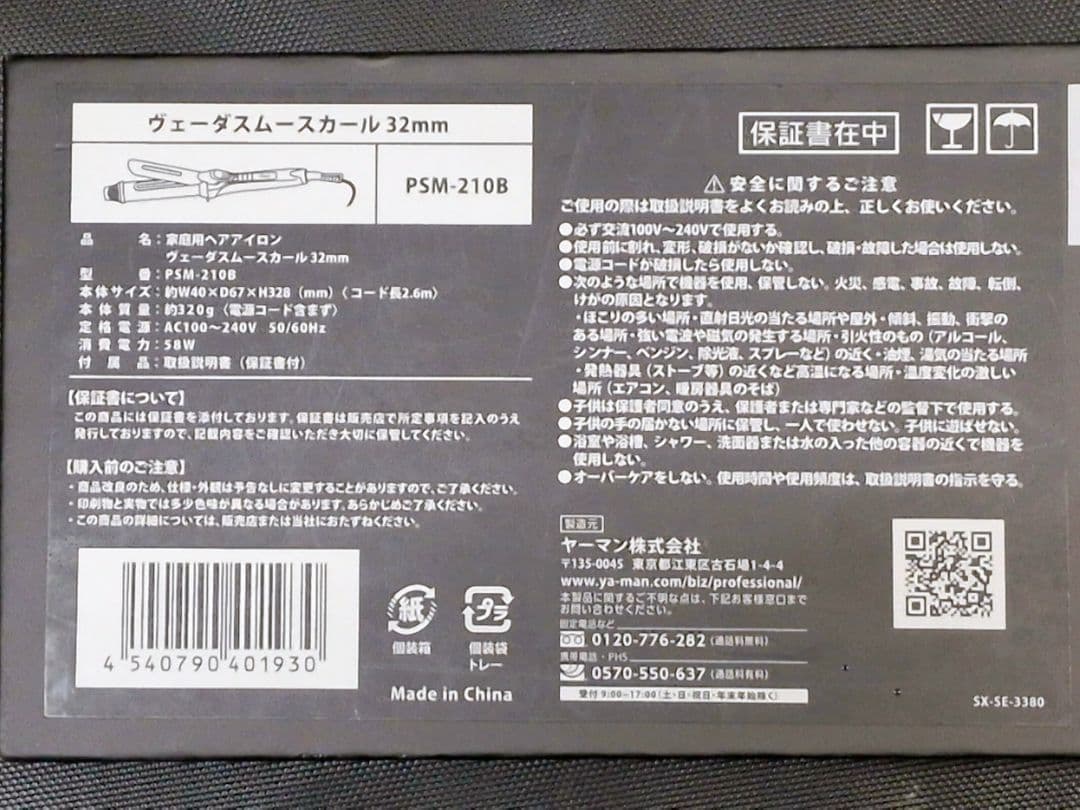 ヴェーダスムースカール 32mm
PSM-210B
品　　　名：家庭用ヘアアイロン
ヴェーダスムースカール 32mm
型　　　番：PSM-210B
本体サイズ：約W40×D67×H328（mm）〈コード長2.6m〉
本体質量：約320g〈電源コード含まず〉
定格電源：AC100〜240V 50/60Hz
消費電力：58W
付属品：取扱説明書（保証書付）
【保証書について】
この商品には保証書を添付しております。保証書は販売店で所定事項を記入のうえ
発行しておりますので、記載内容をご確認いただき大切に保管してください。
【購入前のご注意】
・商品改良のため、仕様・外観は予告なしに変更することがありますので、ご了承ください。
・印刷物と実物では多少色味が異なる場合があります。あらかじめご了承ください。
・この商品の詳細については、販売店または当社におたずねください。
4 540790 401930
紙
個装箱
プラ
個装袋
トレー
Made in China
保証書在中
⚠安全に関するご注意
ご使用の際は取扱説明書をよくお読みの上、正しくお使いください。
●必ず交流100V〜240Vで使用する。
●使用前に割れ、変形、破損がないか確認し、破損・故障した場合は使用しない。
●電源コードが破損したら使用しない。
●次のような場所で機器を使用、保管しない。火災、感電、事故、故障、転倒、
けがの原因となります。
・ほこりの多い場所・直射日光の当たる場所や屋外・傾斜、振動、衝撃の
ある場所・強い電波や磁気の発生する場所・引火性のもの（アルコール、
シンナー、ベンジン、除光液、スプレーなど）の近く・油煙、湯気の当たる場所
・発熱器具（ストーブ等）の近くなど高温になる場所・温度変化の激しい
場所（エアコン、暖房器具のそば）
●子供は保護者同意のうえ、保護者または専門家などの監督下で使用する。
●子供の手の届かない場所に保管し、一人で使わせない。子供に遊ばせない。
●浴室や浴槽、シャワー、洗面器または水の入った他の容器の近くで機器を
使用しない。
●オーバーケアをしない。使用時間や使用頻度は、取扱説明書の指示を守る。
製造元
ヤーマン株式会社
〒135-0045 東京都江東区古石場1-4-4
www.ya-man.com/biz/professional/
本製品に関するご不明な点は、下記お客様窓口まで
お問い合わせください。
固定電話など
0120-776-282（通話料無料）
携帯電話・PHS
0570-550-637（通話料有料）
受付 9:00〜17:00（土・日・祝日・年末年始除く）
SX-SE-3380